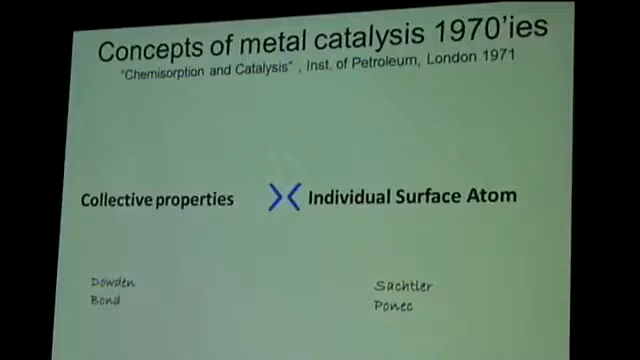 Concepts of metal catalysis 1970'ies
"Chemisorption and Catalysis" , Inst. of Petroleum, London 1971
Collective properties >< Individual Surface Atom
Dowden
Bond
Sachtler
Ponec